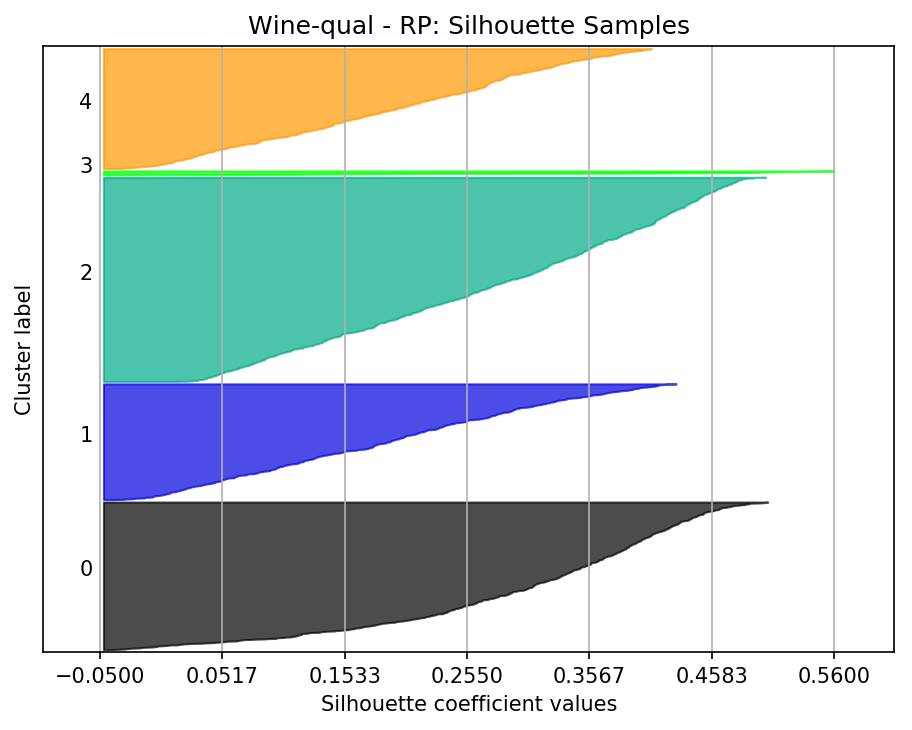 Wine-qual - RP: Silhouette Samples
Cluster label
4
3
2
1
0
−0.0500 0.0517 0.1533 0.2550 0.3567 0.4583 0.5600
Silhouette coefficient values